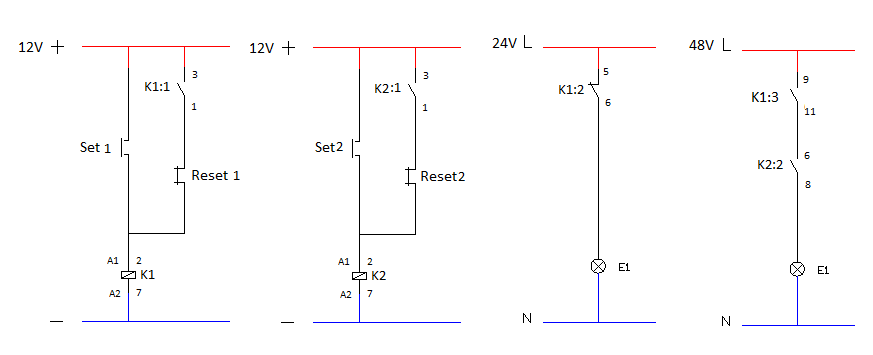 12V +
3
K1:1
1
Set 1
Reset 1
A1 2
K1
A2 7
12V +
3
K2:1
1
Set2
Reset2
A1 2
K2
A2 7
24V L
5
K1:2
6
E1
N
48V L
9
K1:3
11
6
K2:2
8
E1
N